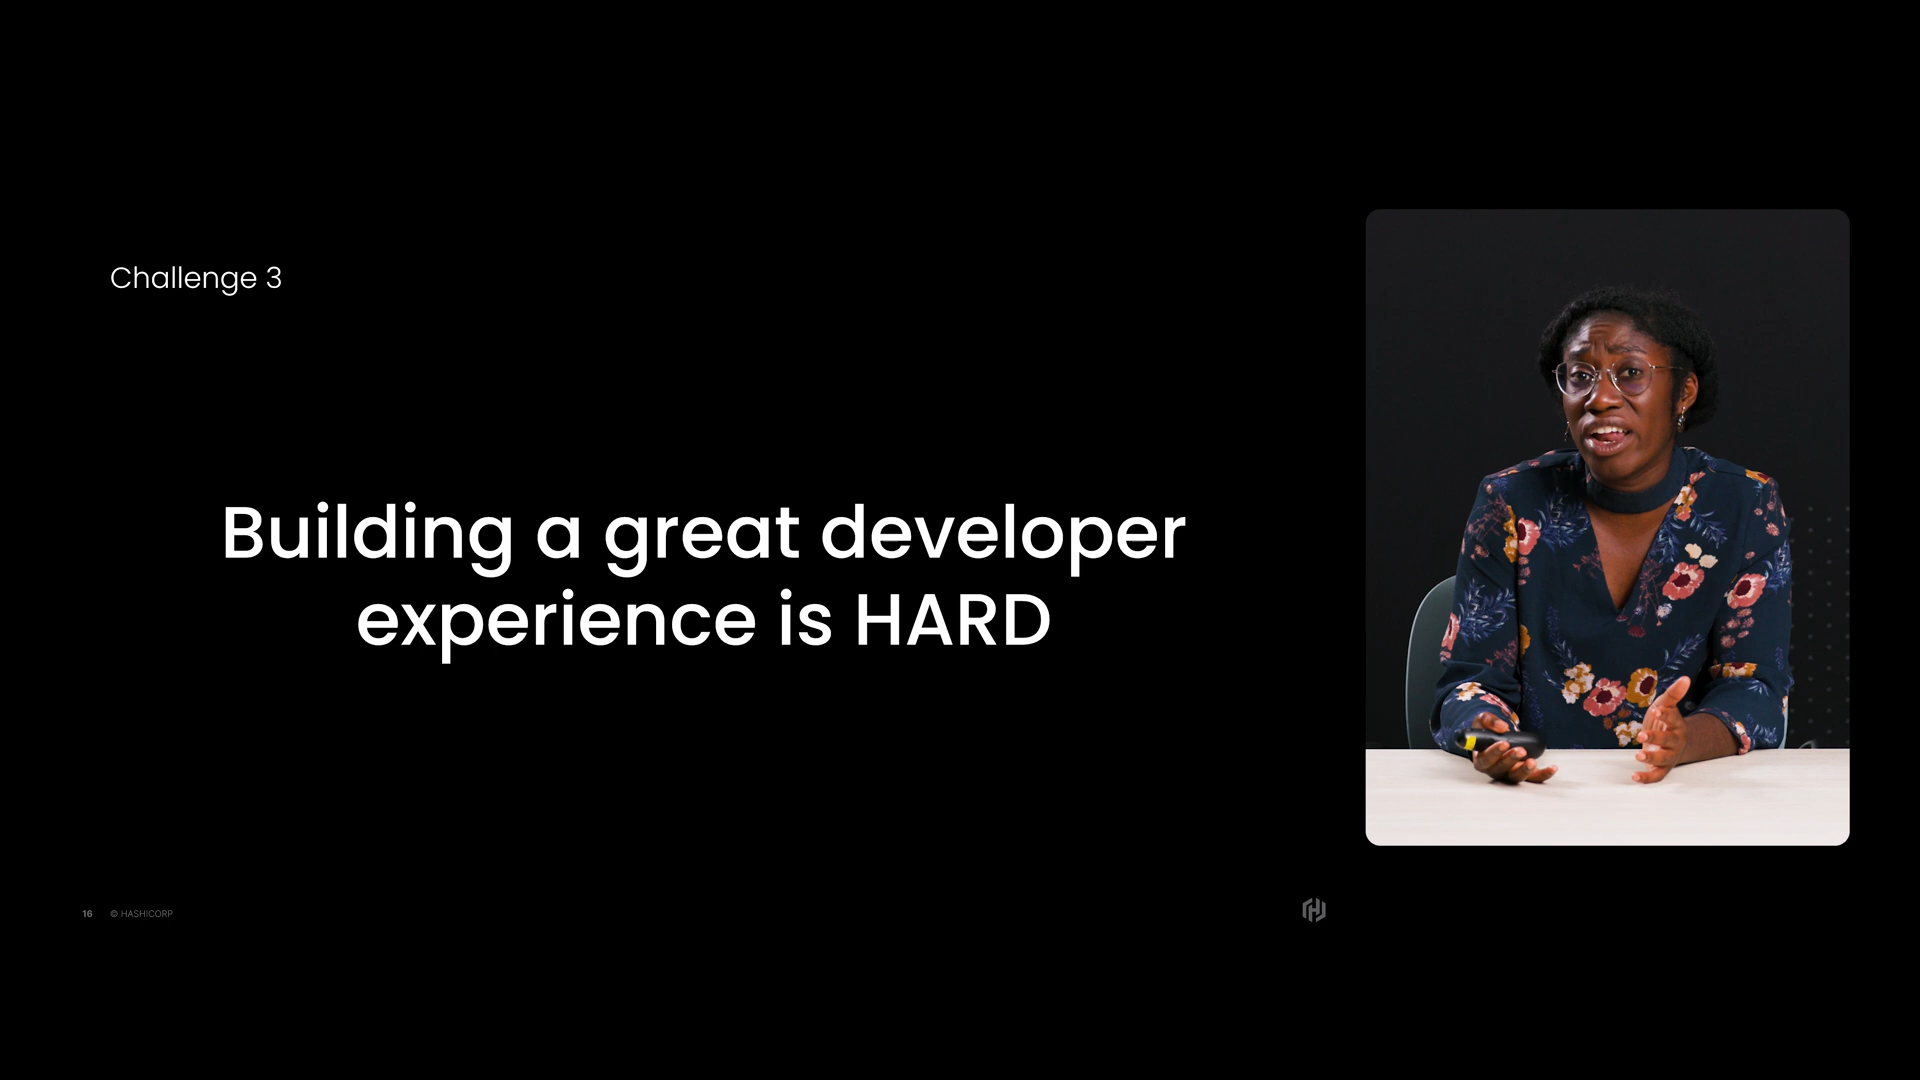 Challenge 3
Building a great developer
experience is HARD
16 © HASHICORP